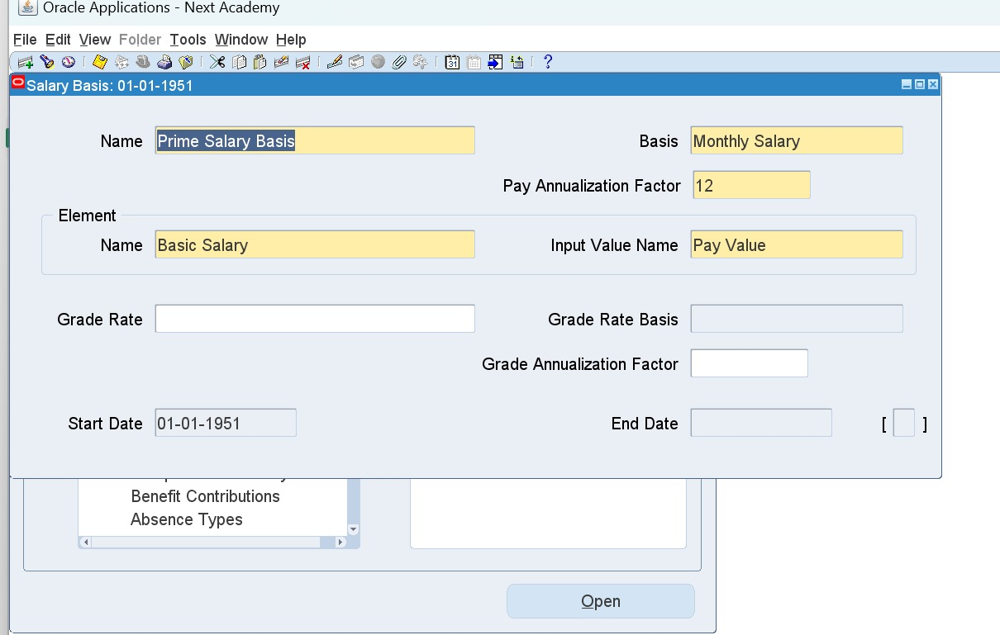 Oracle Applications - Next Academy
File Edit View Folder Tools Window Help
Salary Basis: 01-01-1951
Name Prime Salary Basis Basis Monthly Salary
Pay Annualization Factor 12
Element
Name Basic Salary Input Value Name Pay Value
Grade Rate Grade Rate Basis
Grade Annualization Factor
Start Date 01-01-1951 End Date [ ]
Benefit Contributions
Absence Types
Open